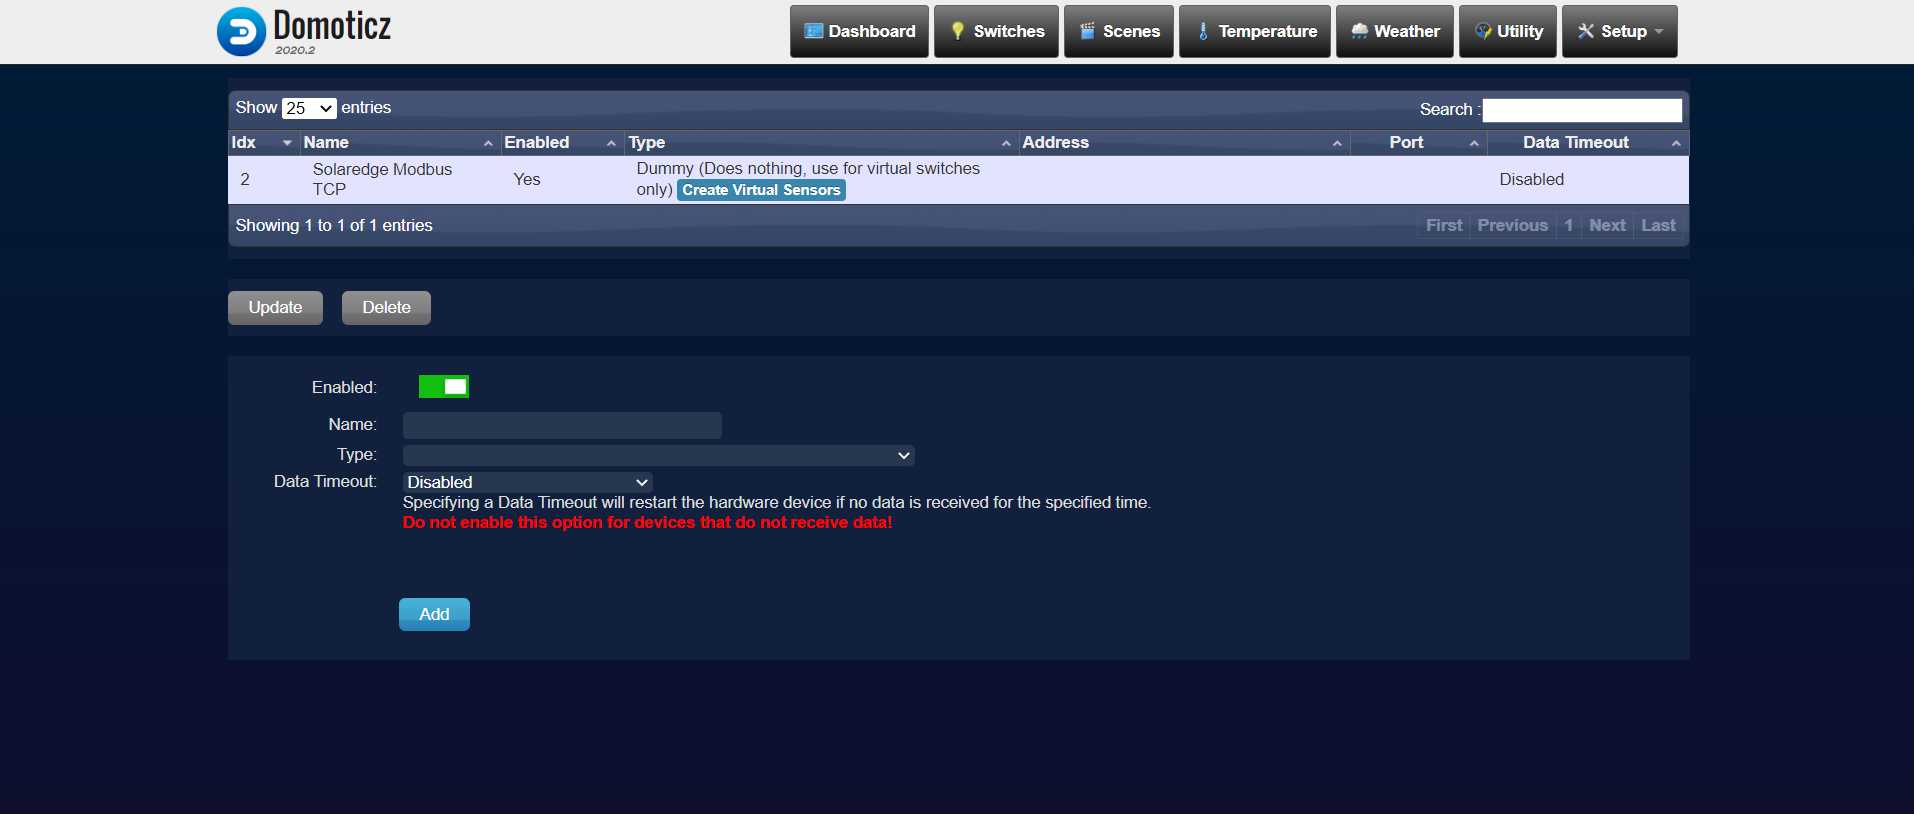 Domoticz
2020.2
Dashboard Switches Scenes Temperature Weather Utility Setup
Show 25 entries Search :
Idx Name Enabled Type Address Port Data Timeout
2 Solaredge Modbus TCP Yes Dummy (Does nothing, use for virtual switches only) Create Virtual Sensors Disabled
Showing 1 to 1 of 1 entries First Previous 1 Next Last
Update Delete
Enabled:
Name:
Type:
Data Timeout: Disabled
Specifying a Data Timeout will restart the hardware device if no data is received for the specified time.
Do not enable this option for devices that do not receive data!
Add